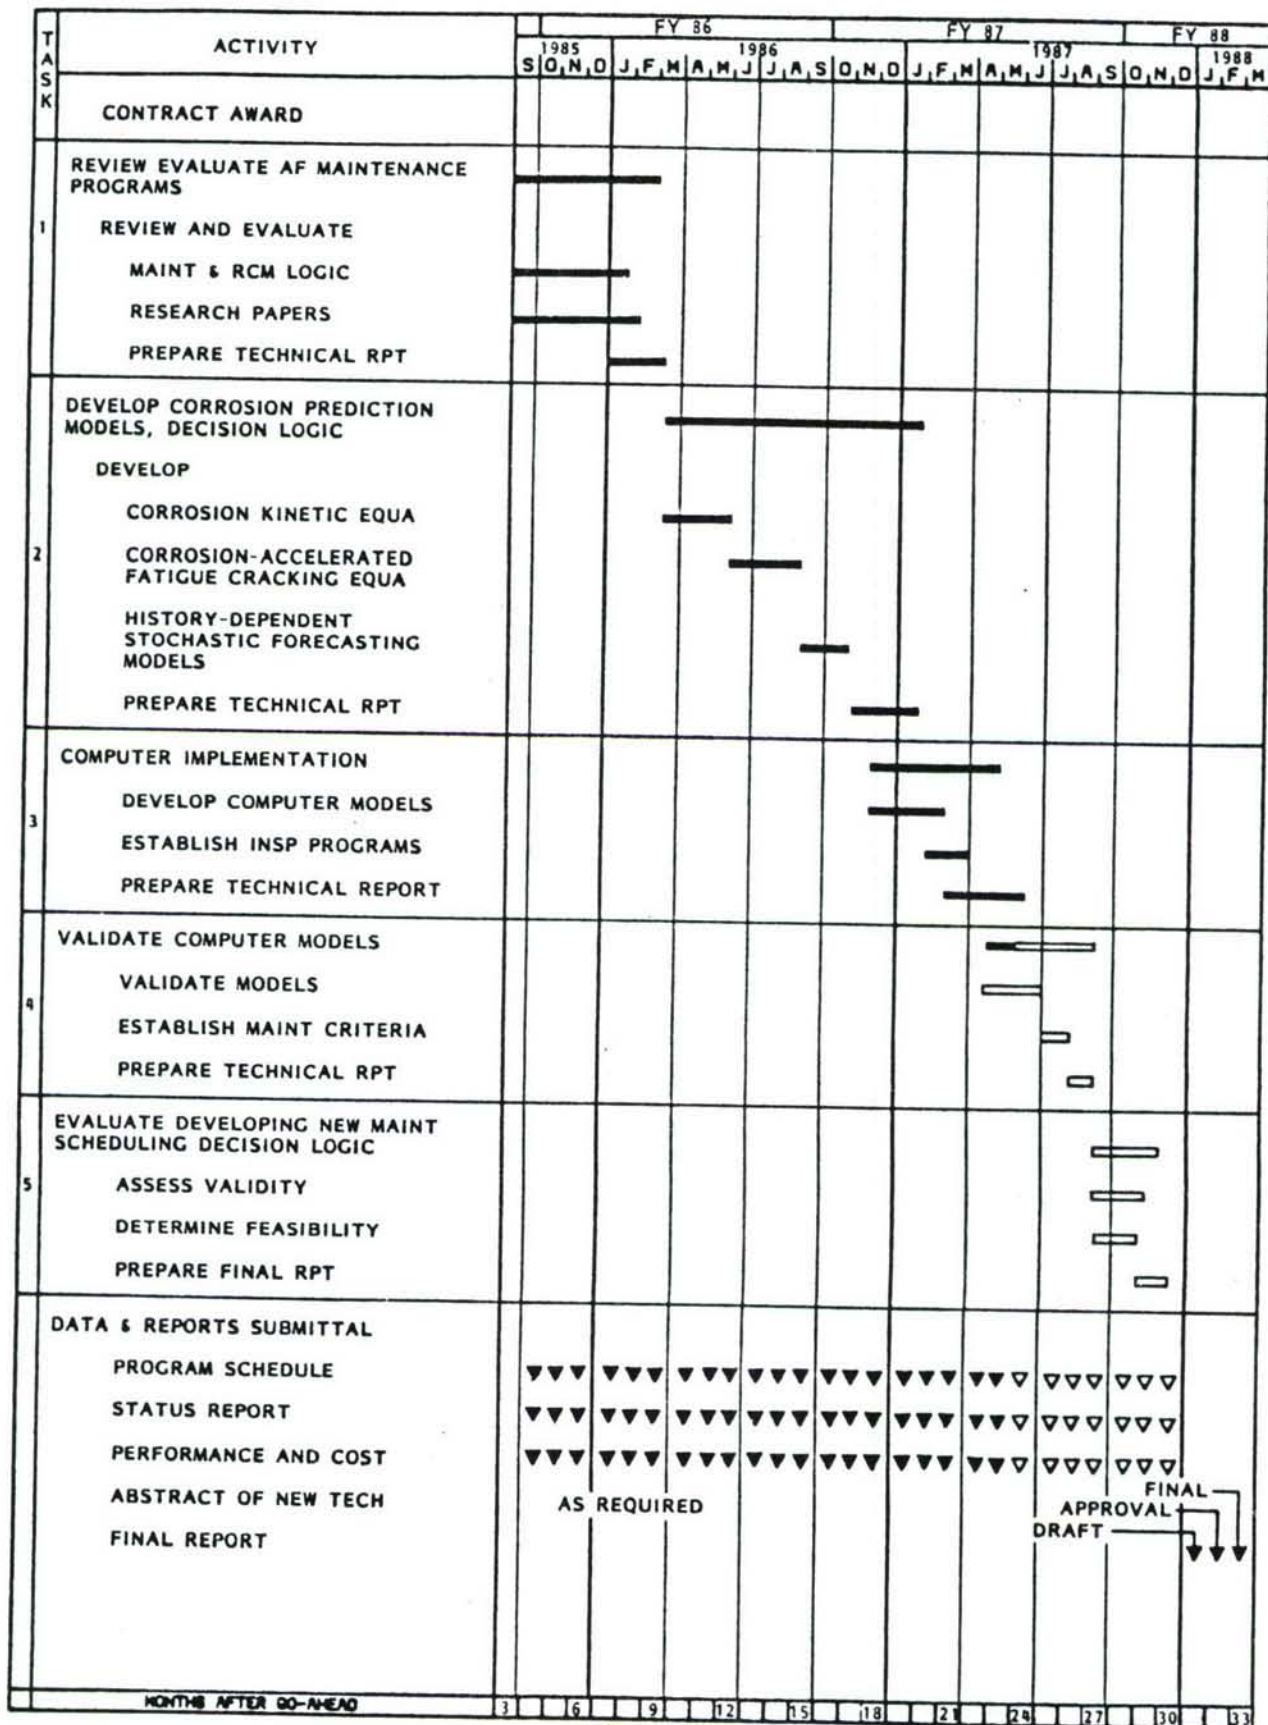 FY 86 FY 87 FY 88
TASK
ACTIVITY
1985 1986 1987 1988
S O N D J F M A M J J A S O N D J F M A M J J A S O N D J F M
CONTRACT AWARD
REVIEW EVALUATE AF MAINTENANCE
PROGRAMS
1
REVIEW AND EVALUATE
MAINT & RCM LOGIC
RESEARCH PAPERS
PREPARE TECHNICAL RPT
DEVELOP CORROSION PREDICTION
MODELS, DECISION LOGIC
DEVELOP
CORROSION KINETIC EQUA
2
CORROSION-ACCELERATED
FATIGUE CRACKING EQUA
HISTORY-DEPENDENT
STOCHASTIC FORECASTING
MODELS
PREPARE TECHNICAL RPT
COMPUTER IMPLEMENTATION
DEVELOP COMPUTER MODELS
3
ESTABLISH INSP PROGRAMS
PREPARE TECHNICAL REPORT
VALIDATE COMPUTER MODELS
VALIDATE MODELS
4
ESTABLISH MAINT CRITERIA
PREPARE TECHNICAL RPT
EVALUATE DEVELOPING NEW MAINT
SCHEDULING DECISION LOGIC
5
ASSESS VALIDITY
DETERMINE FEASIBILITY
PREPARE FINAL RPT
DATA & REPORTS SUBMITTAL
PROGRAM SCHEDULE
STATUS REPORT
PERFORMANCE AND COST
ABSTRACT OF NEW TECH
AS REQUIRED
FINAL
APPROVAL
DRAFT
FINAL REPORT
MONTHS AFTER GO-AHEAD 3 6 9 12 15 18 21 24 27 30 33